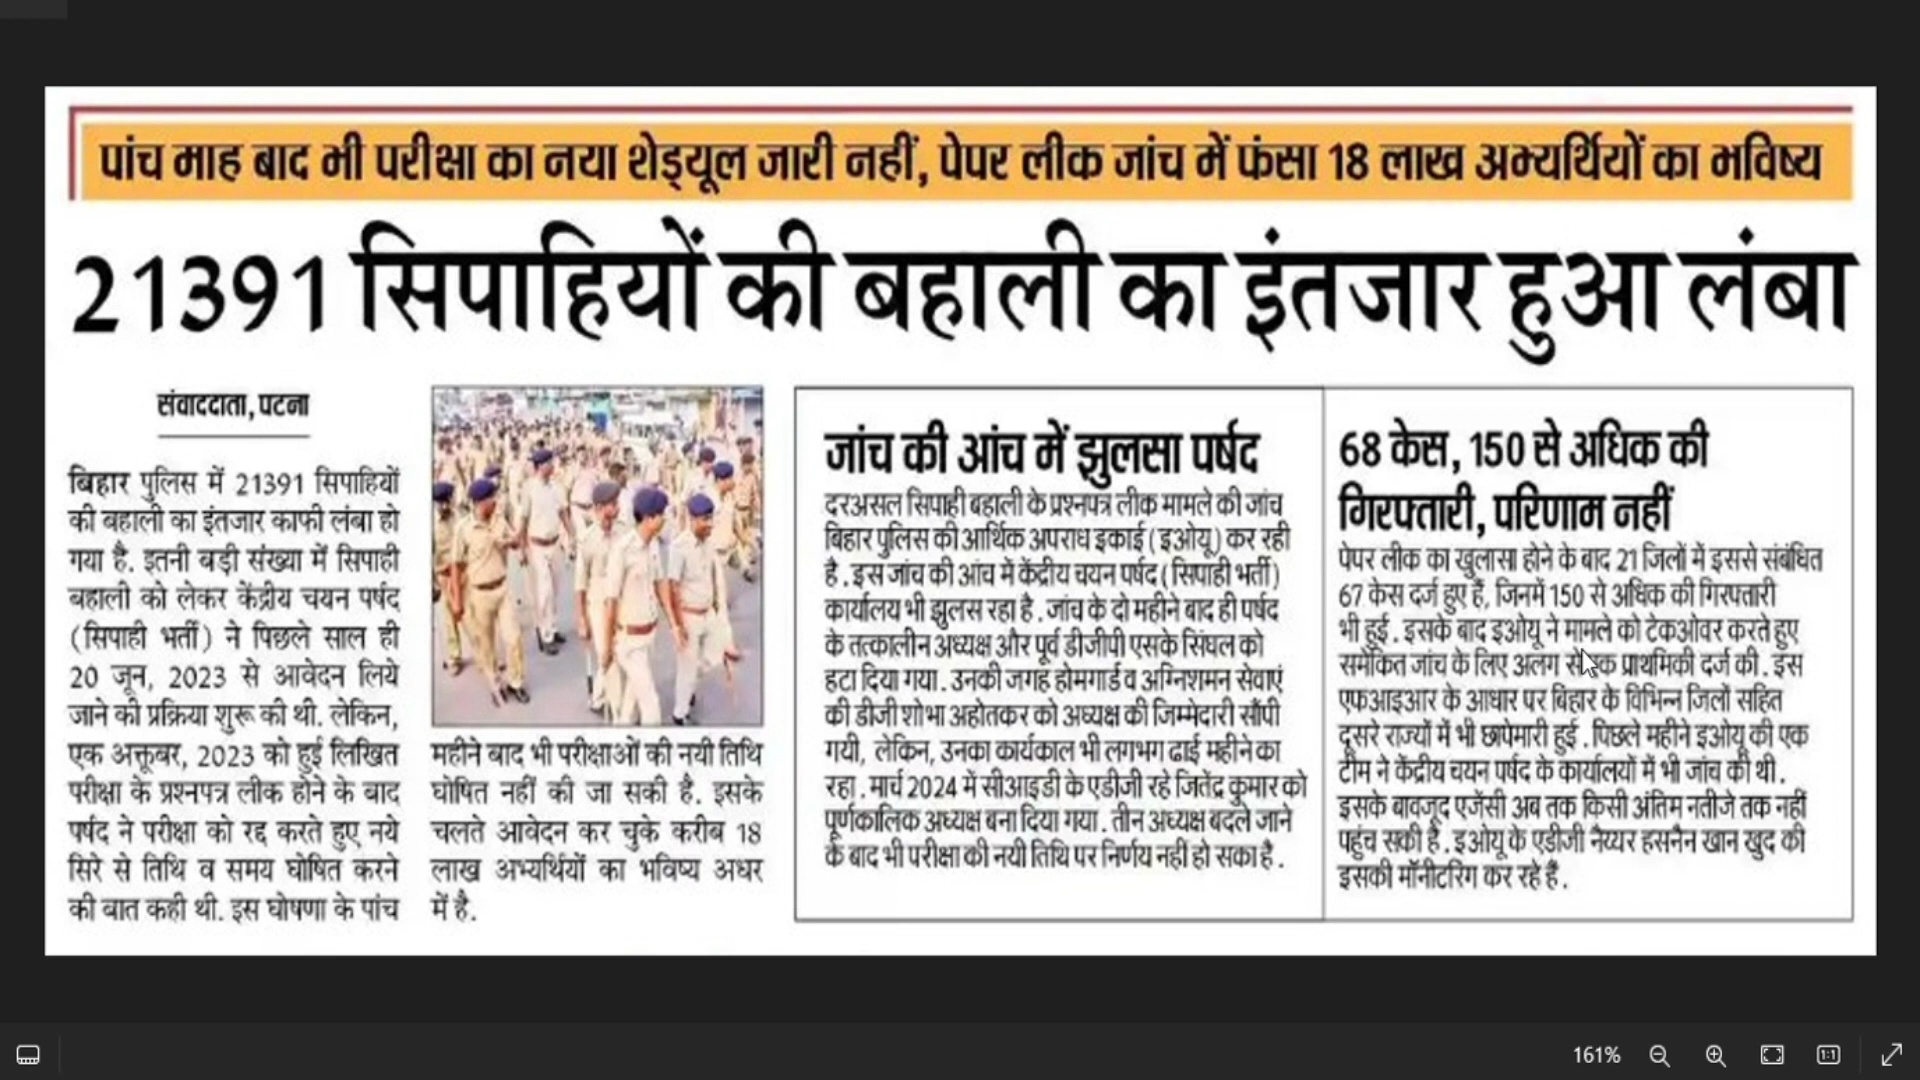 पांच माह बाद भी परीक्षा का नया शेड्यूल जारी नहीं, पेपर लीक जांच में फंसा 18 लाख अभ्यर्थियों का भविष्य
21391 सिपाहियों की बहाली का इंतजार हुआ लंबा
संवाददाता, पटना
बिहार पुलिस में 21391 सिपाहियों
की बहाली का इंतजार काफी लंबा हो
गया है. इतनी बड़ी संख्या में सिपाही
बहाली को लेकर केंद्रीय चयन पर्षद
(सिपाही भर्ती) ने पिछले साल ही
20 जून, 2023 से आवेदन लिये
जाने की प्रक्रिया शुरू की थी. लेकिन,
एक अक्तूबर, 2023 को हुई लिखित
परीक्षा के प्रश्नपत्र लीक होने के बाद
पर्षद ने परीक्षा को रद्द करते हुए नये
सिरे से तिथि व समय घोषित करने
की बात कही थी. इस घोषणा के पांच
महीने बाद भी परीक्षाओं की नयी तिथि
घोषित नहीं की जा सकी है. इसके
चलते आवेदन कर चुके करीब 18
लाख अभ्यर्थियों का भविष्य अधर
में है.
जांच की आंच में झुलसा पर्षद
दरअसल सिपाही बहाली के प्रश्नपत्र लीक मामले की जांच
बिहार पुलिस की आर्थिक अपराध इकाई (इओयू) कर रही
है. इस जांच की आंच में केंद्रीय चयन पर्षद (सिपाही भर्ती)
कार्यालय भी झुलस रहा है. जांच के दो महीने बाद ही पर्षद
के तत्कालीन अध्यक्ष और पूर्व डीजीपी एसके सिंघल को
हटा दिया गया. उनकी जगह होमगार्ड व अग्निशमन सेवाएं
की डीजी शोभा अहोतकर को अध्यक्ष की जिम्मेदारी सौंपी
गयी, लेकिन, उनका कार्यकाल भी लगभग ढाई महीने का
रहा. मार्च 2024 में सीआइडी के एडीजी रहे जितेंद्र कुमार को
पूर्णकालिक अध्यक्ष बना दिया गया. तीन अध्यक्ष बदले जाने
के बाद भी परीक्षा की नयी तिथि पर निर्णय नहीं हो सका है.
68 केस, 150 से अधिक की
गिरफ्तारी, परिणाम नहीं
पेपर लीक का खुलासा होने के बाद 21 जिलों में इससे संबंधित
67 केस दर्ज हुए हैं, जिनमें 150 से अधिक की गिरफ्तारी
भी हुई. इसके बाद इओयू ने मामले को टेकओवर करते हुए
समेकित जांच के लिए अलग से एक प्राथमिकी दर्ज की. इस
एफआइआर के आधार पर बिहार के विभिन्न जिलों सहित
दूसरे राज्यों में भी छापेमारी हुई. पिछले महीने इओयू की एक
टीम ने केंद्रीय चयन पर्षद के कार्यालयों में भी जांच की थी.
इसके बावजूद एजेंसी अब तक किसी अंतिम नतीजे तक नहीं
पहुंच सकी है. इओयू के एडीजी नैय्यर हसनैन खान खुद की
इसकी मॉनीटरिंग कर रहे हैं.
161%
1:1